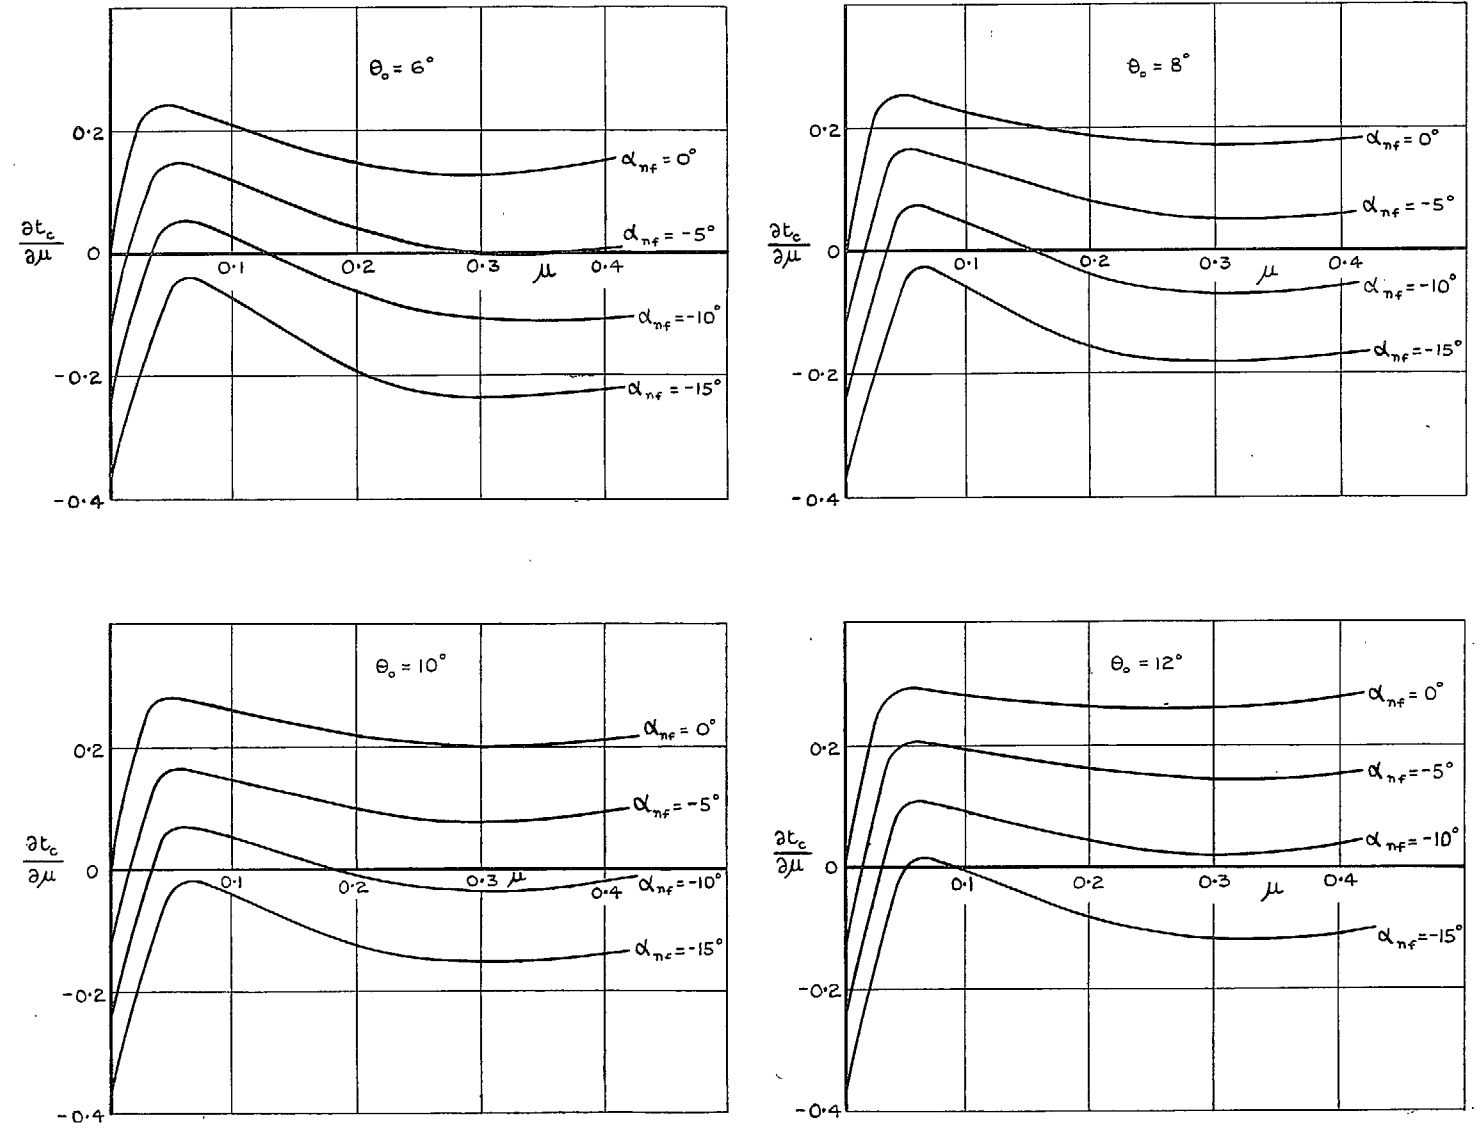 θ₀ = 6°
0.2
∂t_c
∂μ
0
-0.2
-0.4
0.1
0.2
0.3
μ
0.4
α_nf = 0°
α_nf = -5°
α_nf = -10°
α_nf = -15°
θ₀ = 8°
0.2
∂t_c
∂μ
0
-0.2
-0.4
0.1
0.2
0.3
μ
0.4
α_nf = 0°
α_nf = -5°
α_nf = -10°
α_nf = -15°
θ₀ = 10°
0.2
∂t_c
∂μ
0
-0.2
-0.4
0.1
0.2
0.3
μ
0.4
α_nf = 0°
α_nf = -5°
α_nf = -10°
α_nf = -15°
θ₀ = 12°
0.2
∂t_c
∂μ
0
-0.2
-0.4
0.1
0.2
0.3
μ
0.4
α_nf = 0°
α_nf = -5°
α_nf = -10°
α_nf = -15°